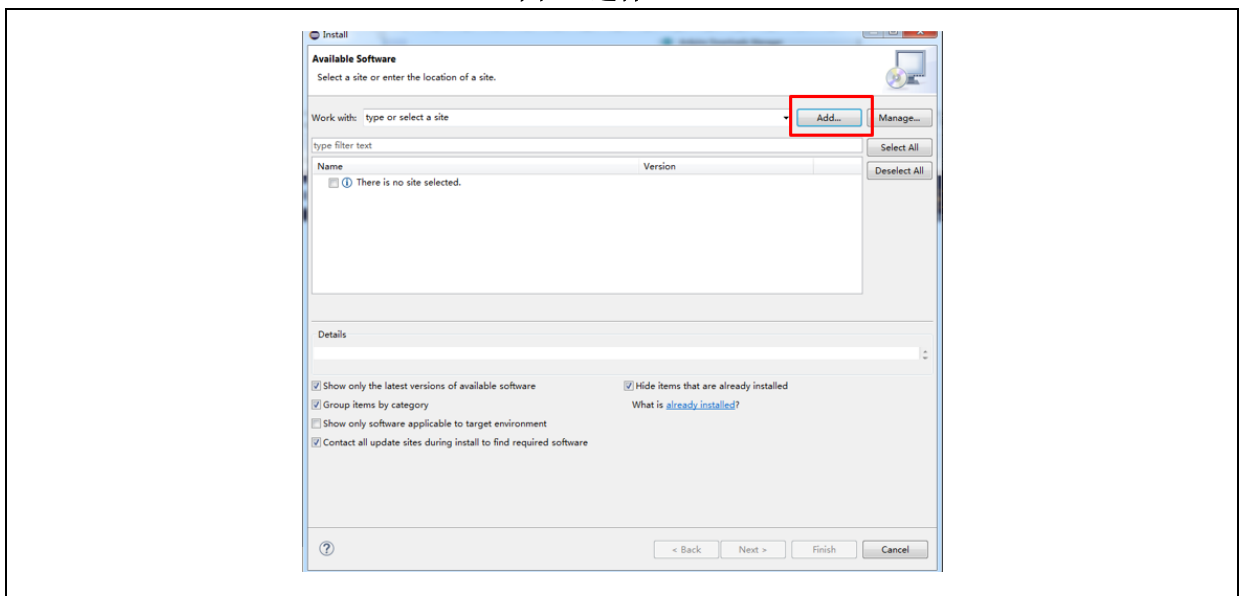 Install
Available Software
Select a site or enter the location of a site.
Work with: type or select a site
Add...
Manage...
type filter text
Select All
Name Version
Deselect All
There is no site selected.
Details
Show only the latest versions of available software
Hide items that are already installed
Group items by category
What is already installed?
Show only software applicable to target environment
Contact all update sites during install to find required software
< Back Next > Finish Cancel